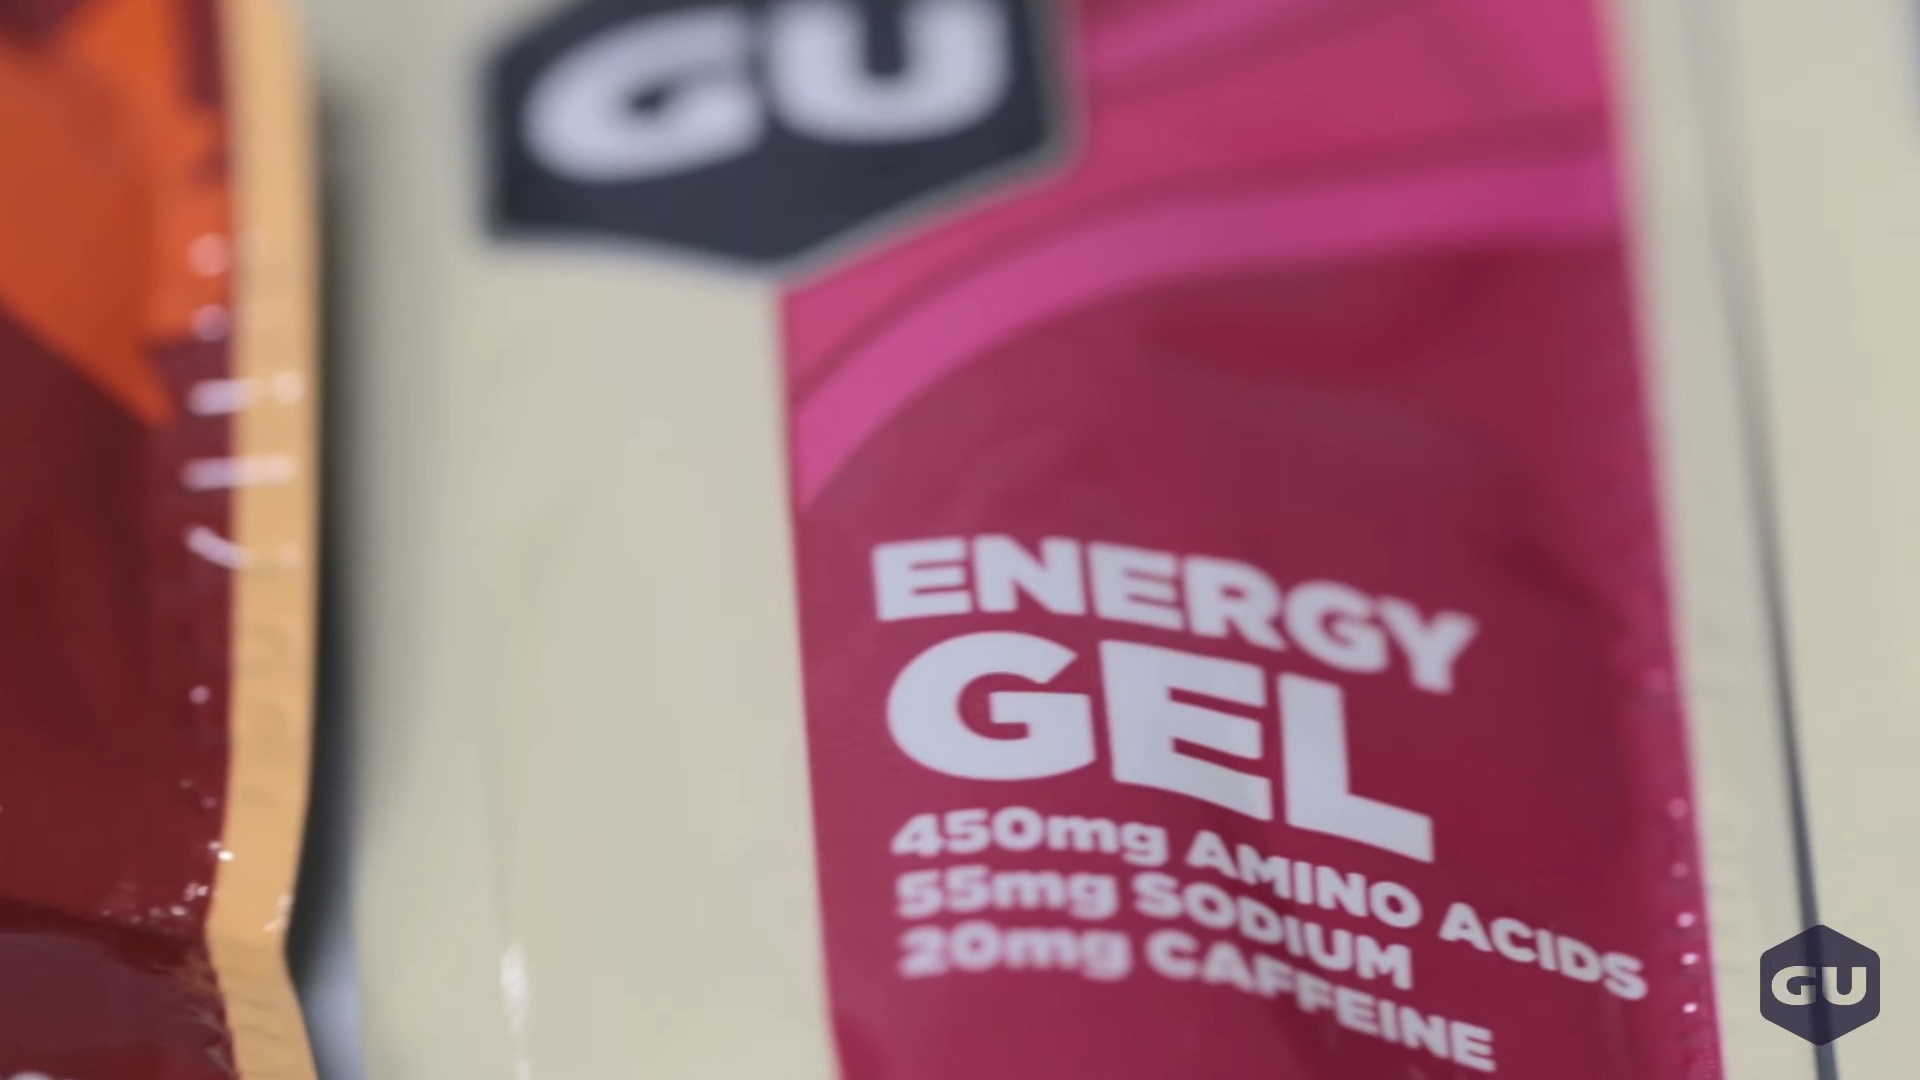 GU
ENERGY
GEL
450mg AMINO ACIDS
55mg SODIUM
20mg CAFFEINE
GU